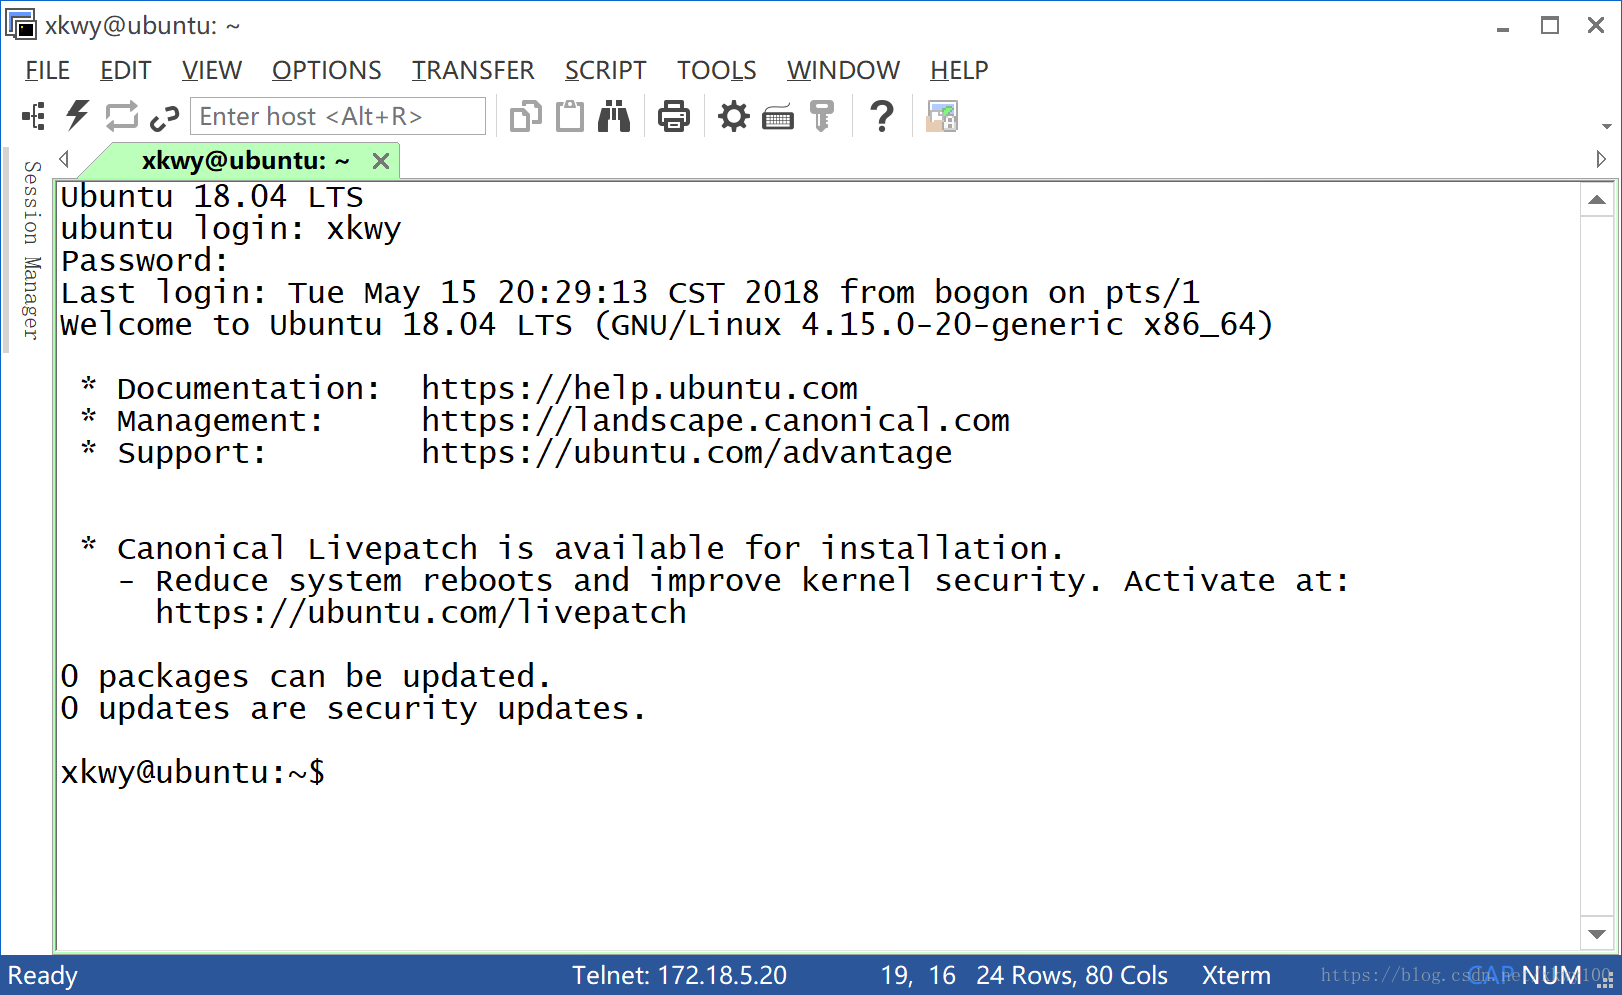 xkwy@ubuntu: ~
FILE EDIT VIEW OPTIONS TRANSFER SCRIPT TOOLS WINDOW HELP
Enter host <Alt+R>
Session Manager
xkwy@ubuntu: ~
Ubuntu 18.04 LTS
ubuntu login: xkwy
Password:
Last login: Tue May 15 20:29:13 CST 2018 from bogon on pts/1
Welcome to Ubuntu 18.04 LTS (GNU/Linux 4.15.0-20-generic x86_64)
* Documentation: https://help.ubuntu.com
* Management: https://landscape.canonical.com
* Support: https://ubuntu.com/advantage
* Canonical Livepatch is available for installation.
- Reduce system reboots and improve kernel security. Activate at:
https://ubuntu.com/livepatch
0 packages can be updated.
0 updates are security updates.
xkwy@ubuntu:~$
Ready Telnet: 172.18.5.20 19, 16 24 Rows, 80 Cols Xterm CAP NUM